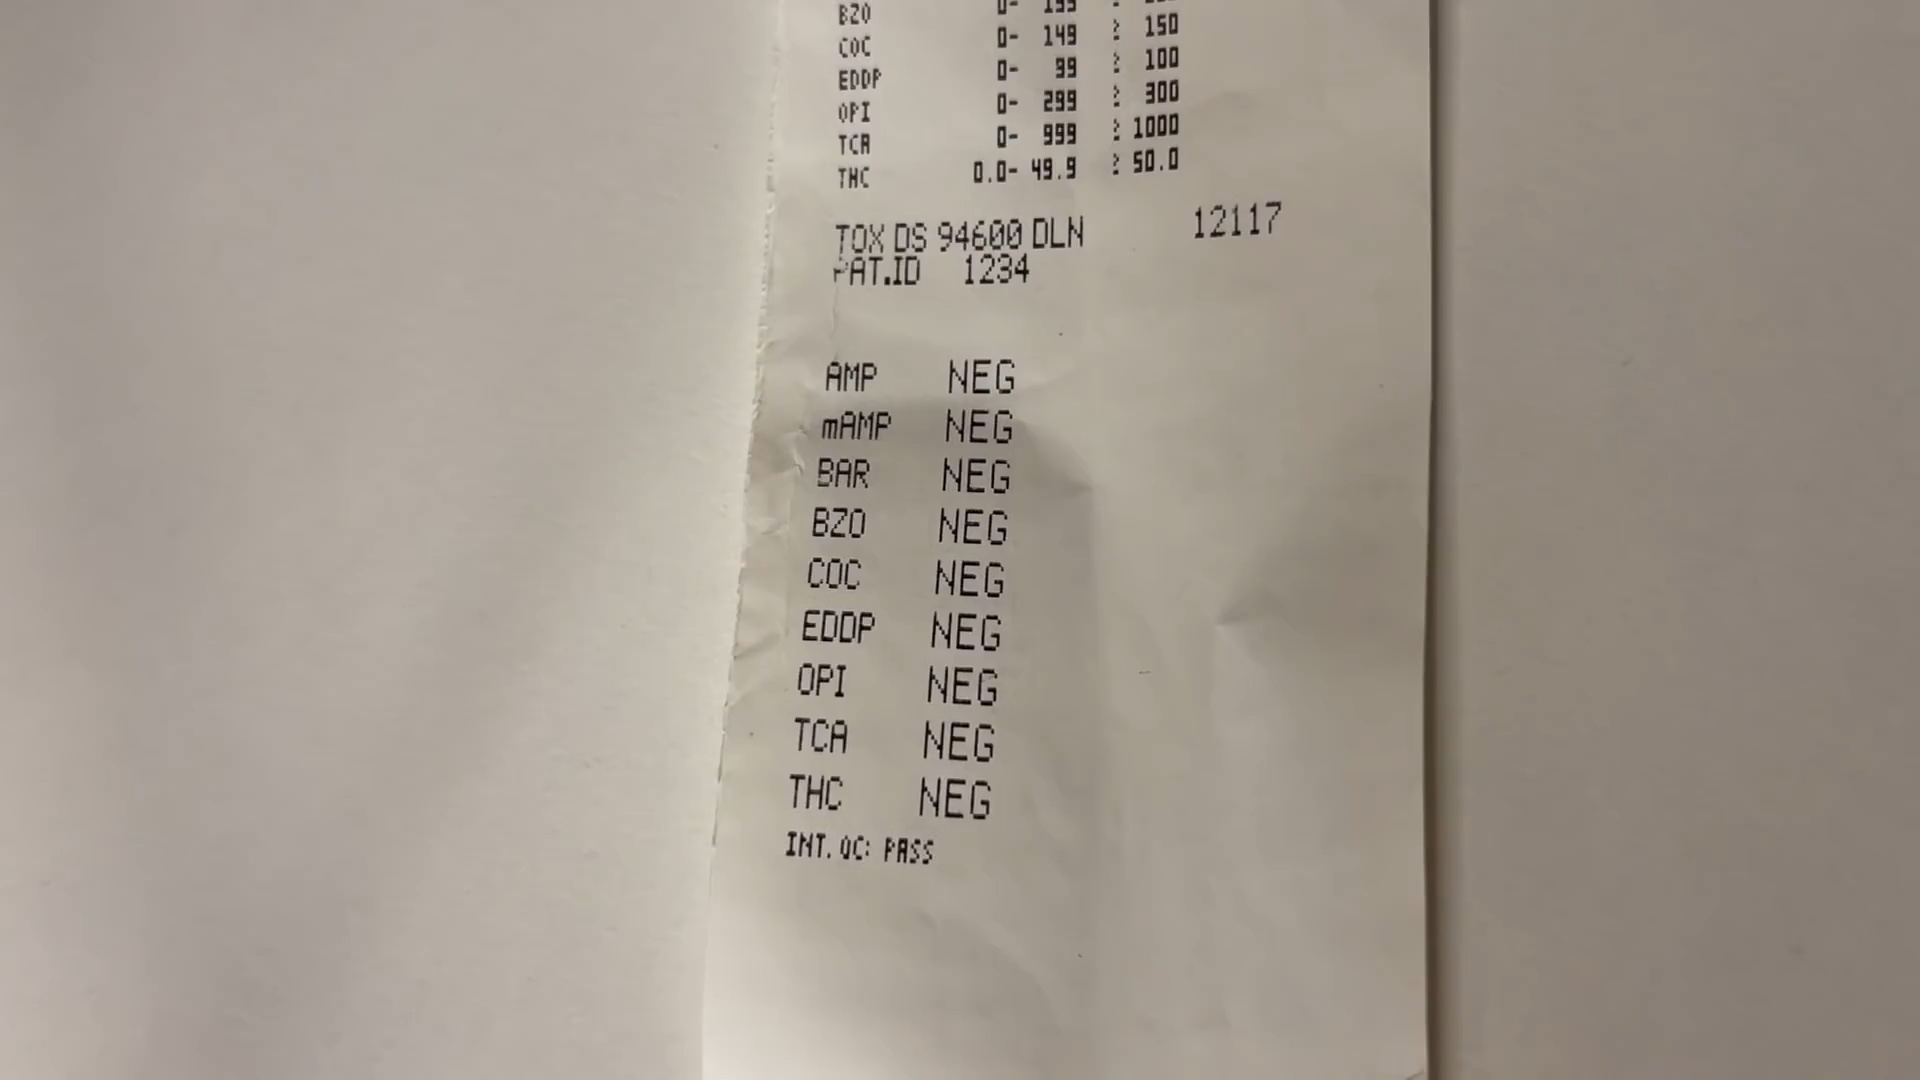 BZO 0- 199
COC 0- 149 ≥ 150
EDDP 0- 99 ≥ 100
OPI 0- 299 ≥ 300
TCA 0- 999 ≥ 1000
THC 0.0- 49.9 ≥ 50.0
TOX DS 94600 DLN 12117
PAT.ID 1234
AMP NEG
mAMP NEG
BAR NEG
BZO NEG
COC NEG
EDDP NEG
OPI NEG
TCA NEG
THC NEG
INT. QC: PASS